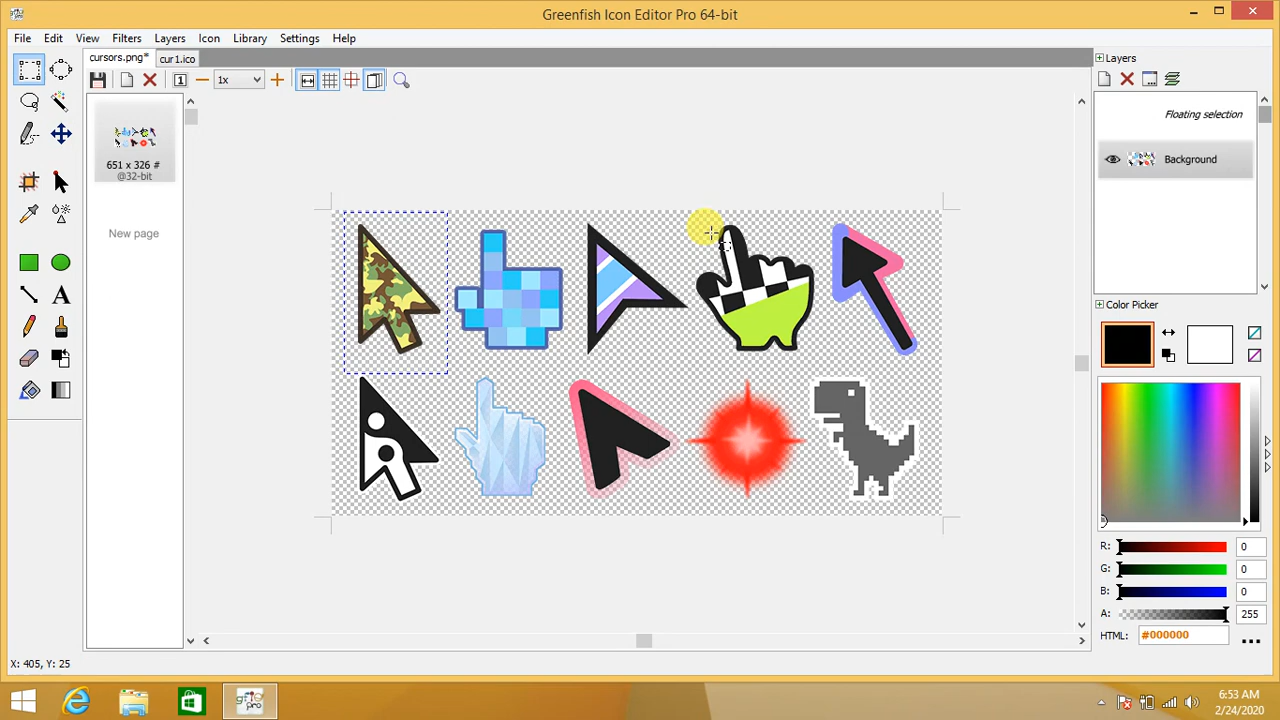 Greenfish Icon Editor Pro 64-bit
File Edit View Filters Layers Icon Library Settings Help
cursors.png* cur1.ico
1x
651 x 326 #
@32-bit
New page
Layers
Floating selection
Background
Color Picker
R: 0
G: 0
B: 0
A: 255
HTML: #000000
X: 405, Y: 25
gfie pro
6:53 AM
2/24/2020